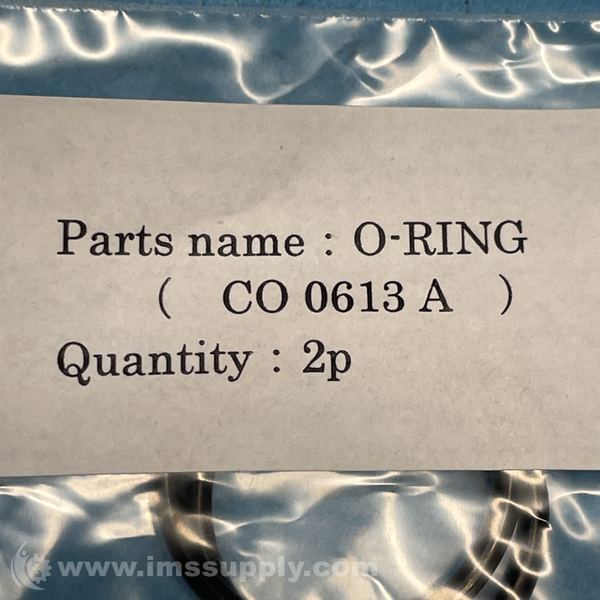 Parts name : O-RING
( CO 0613 A )
Quantity : 2p
www.imssupply.com